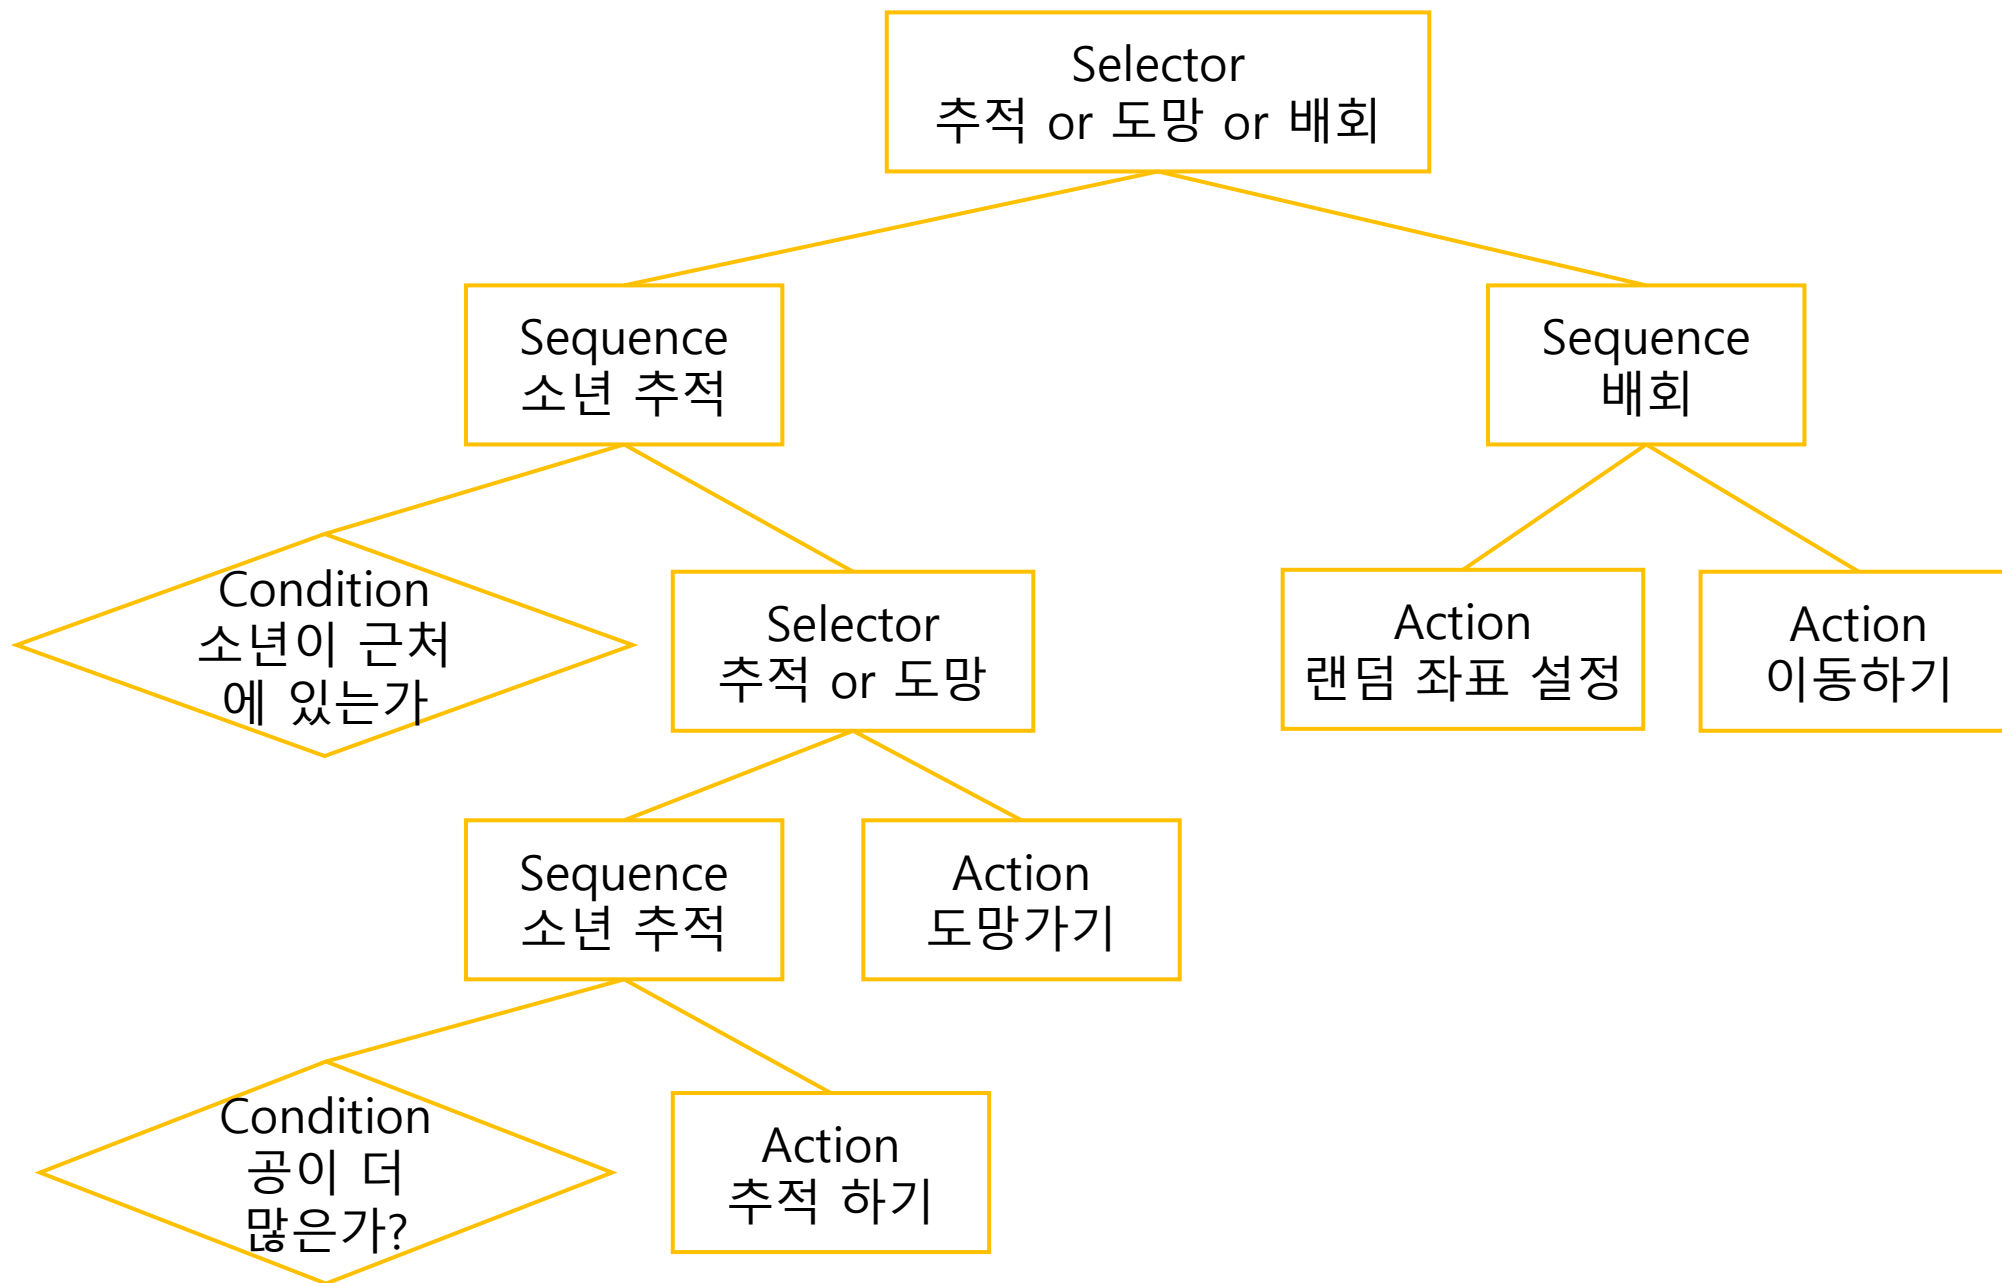 Selector
추적 or 도망 or 배회
Sequence
소년 추적
Sequence
배회
Condition
소년이 근처
에 있는가
Selector
추적 or 도망
Action
랜덤 좌표 설정
Action
이동하기
Sequence
소년 추적
Action
도망가기
Condition
공이 더
많은가?
Action
추적 하기